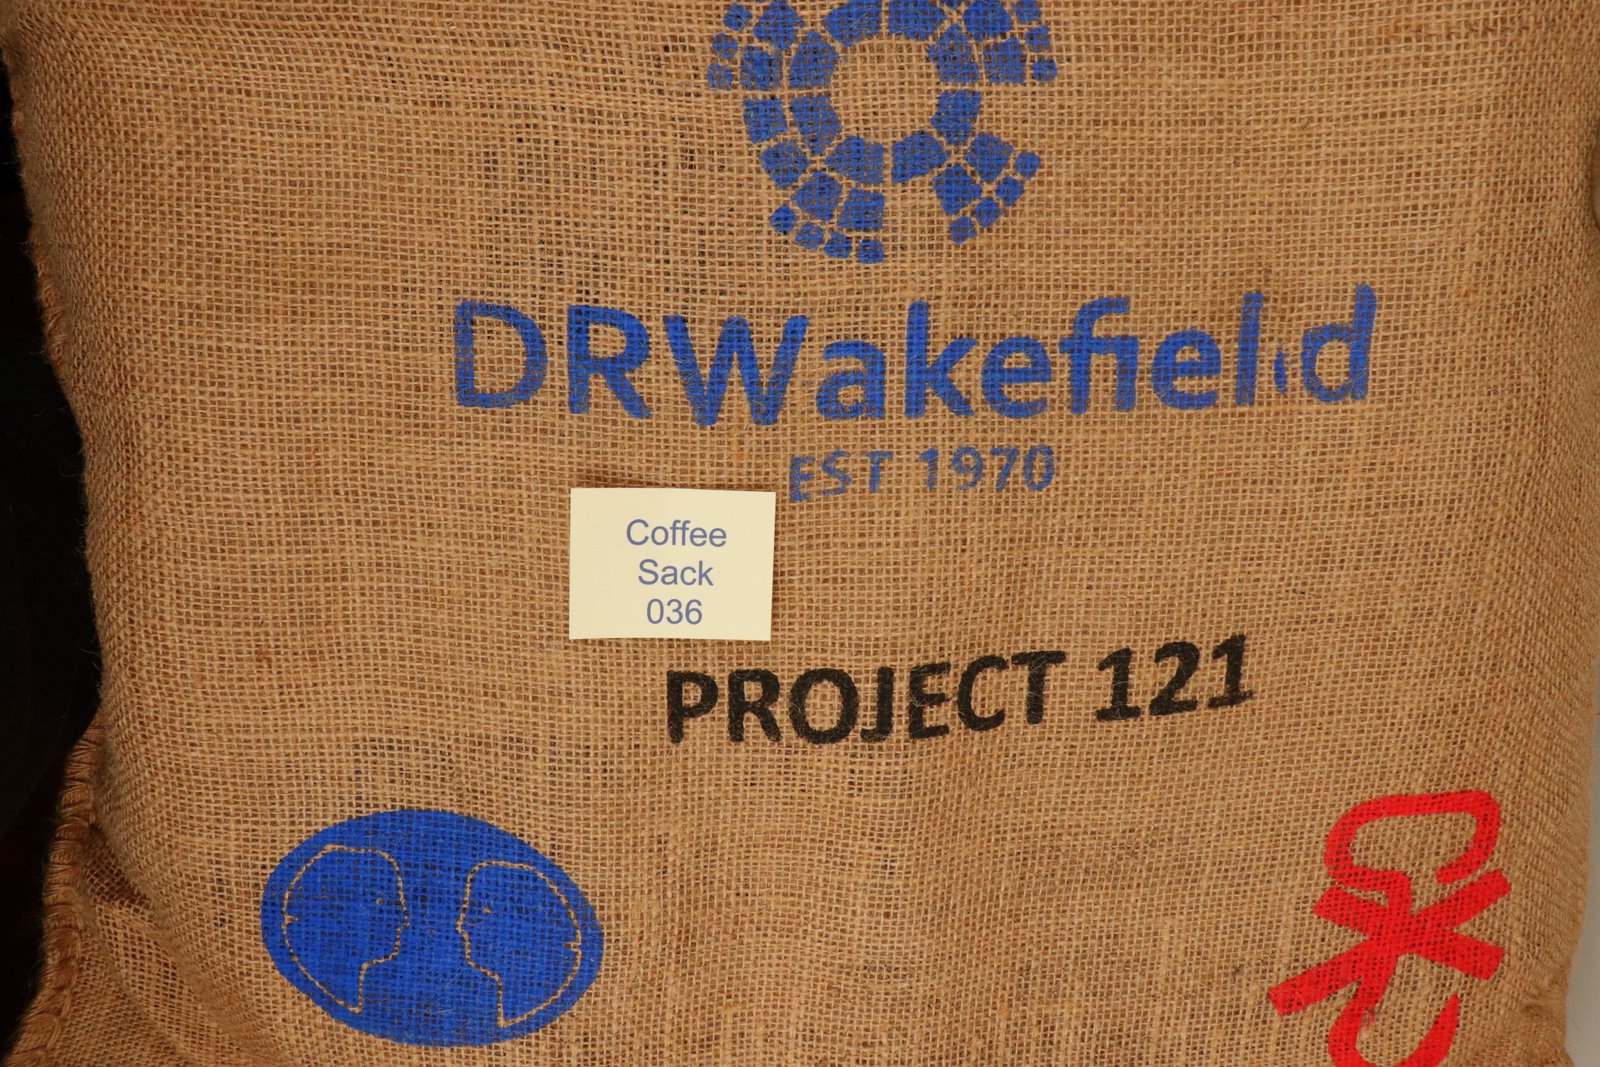 DRWakefield
EST 1970
Coffee
Sack
036
PROJECT 121